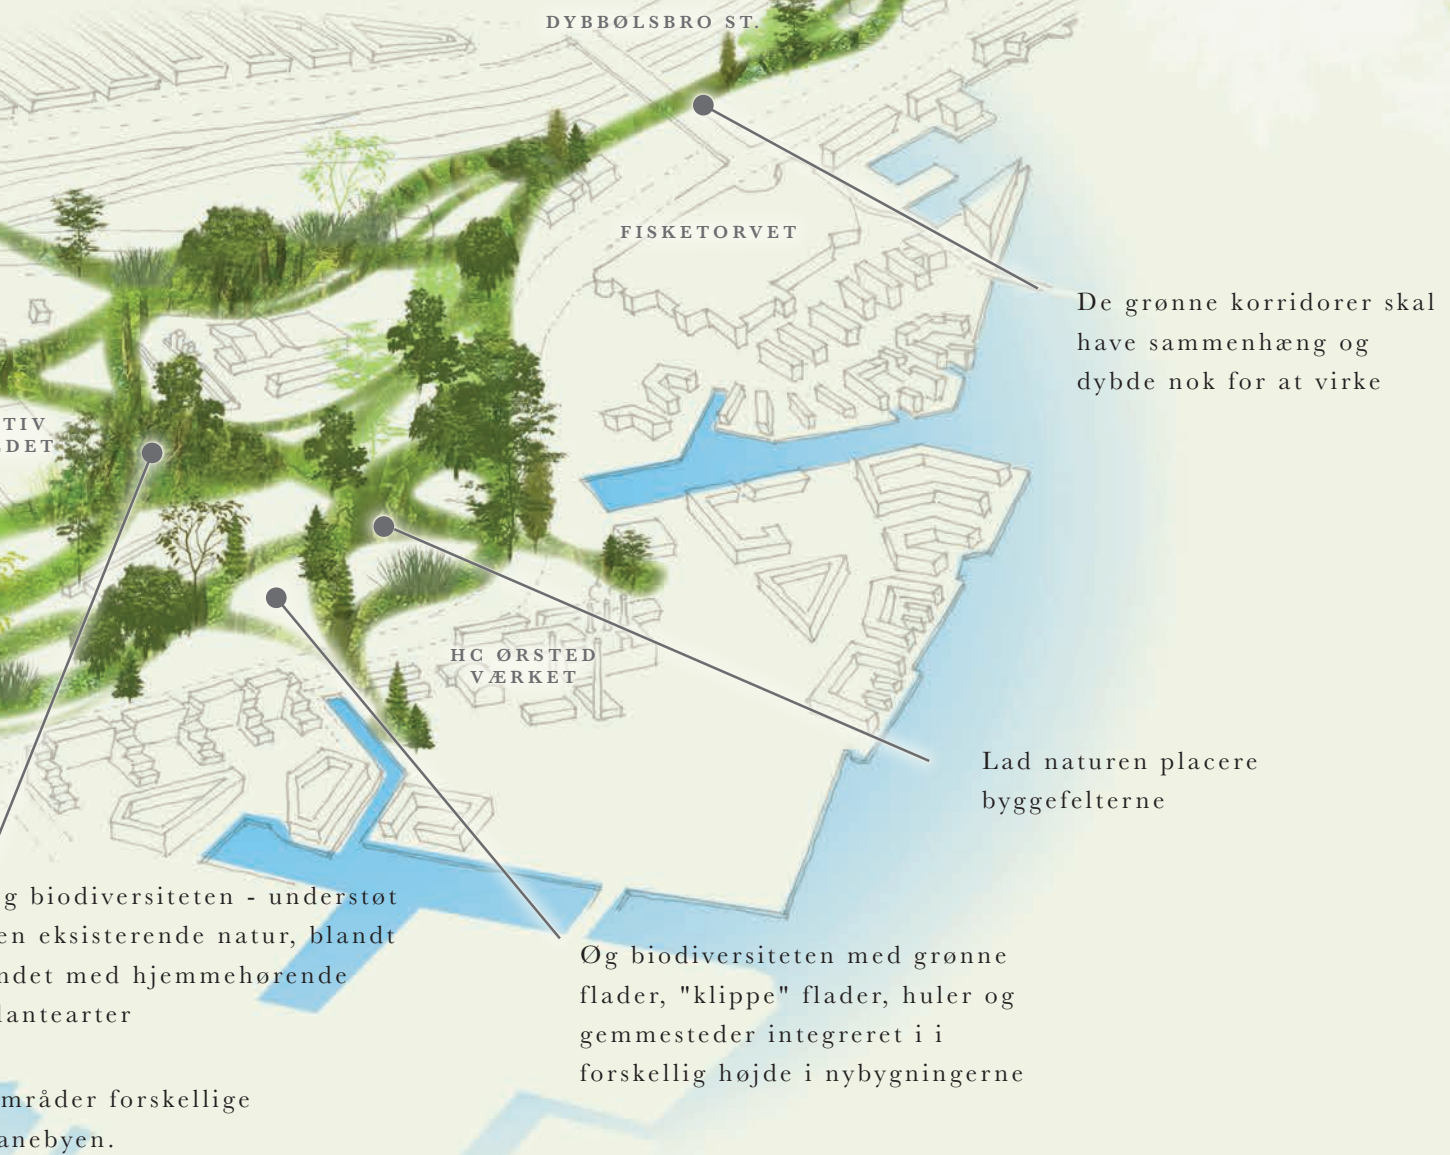 DYBBØLSBRO ST.
FISKETORVET
De grønne korridorer skal
have sammenhæng og
dybde nok for at virke
TIV
DET
HC ØRSTED
VÆRKET
Lad naturen placere
byggefelterne
g biodiversiteten - understøt
en eksisterende natur, blandt
ndet med hjemmehørende
lantearter
mråder forskellige
anebyen.
Øg biodiversiteten med grønne
flader, "klippe" flader, huler og
gemmesteder integreret i i
forskellig højde i nybygningerne